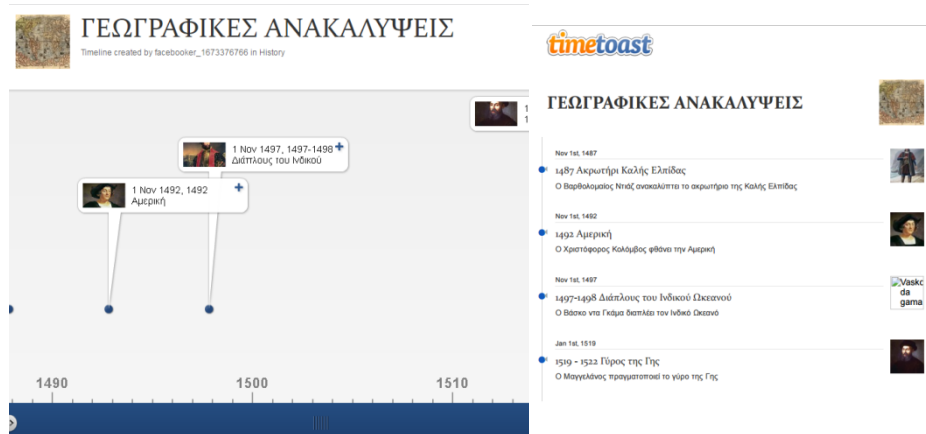 ΓΕΩΓΡΑΦΙΚΕΣ ΑΝΑΚΑΛΥΨΕΙΣ
Timeline created by facebooker_1673376766 in History
1 Nov 1497, 1497-1498
Διάπλους του Ινδικού
1 Nov 1492, 1492
Αμερική
1490
1500
1510
timetoast
ΓΕΩΓΡΑΦΙΚΕΣ ΑΝΑΚΑΛΥΨΕΙΣ
Nov 1st, 1487
1487 Ακρωτήρι Καλής Ελπίδας
Ο Βαρθολομαίος Ντιάζ ανακαλύπτει το ακρωτήριο της Καλής Ελπίδας
Nov 1st, 1492
1492 Αμερική
Ο Χριστόφορος Κολόμβος φθάνει την Αμερική
Nov 1st, 1497
1497-1498 Διάπλους του Ινδικού Ωκεανού
Ο Βάσκο ντα Γκάμα διαπλέει τον Ινδικό Ωκεανό
Vasko
da
gama
Jan 1st, 1519
1519 - 1522 Γύρος της Γης
Ο Μαγγελάνος πραγματοποιεί το γύρο της Γης